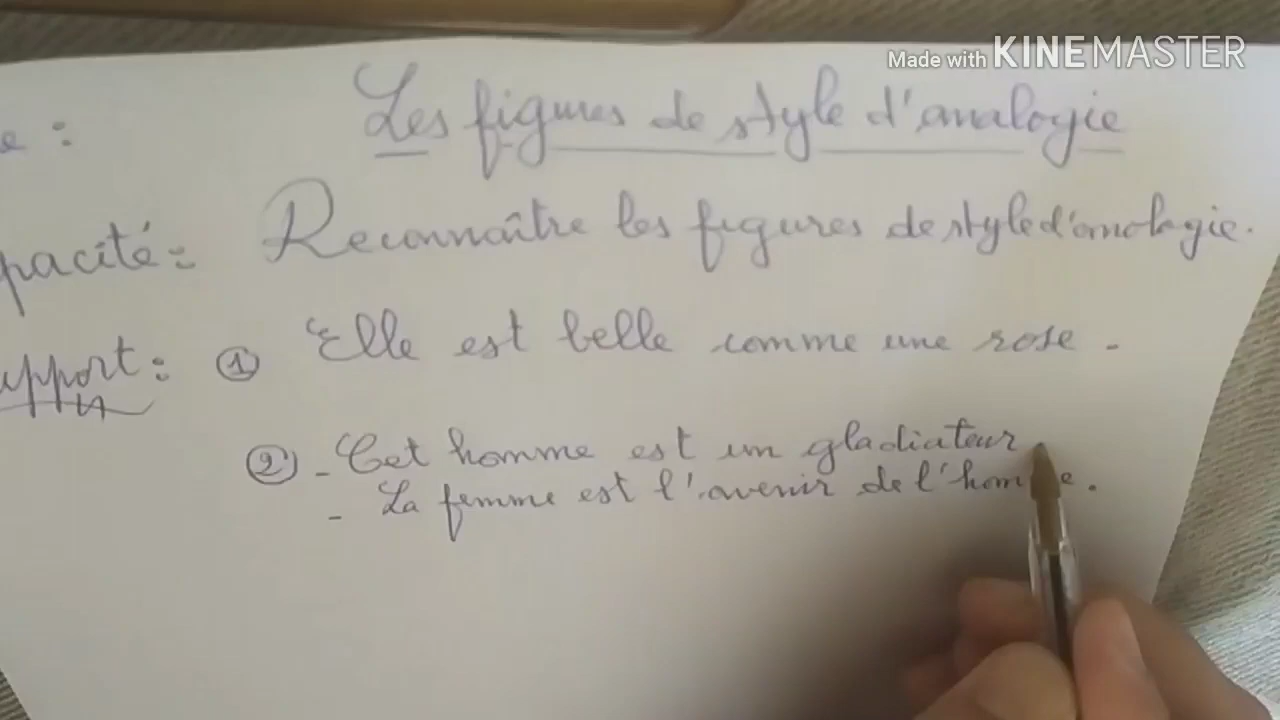 Made with KINEMASTER
e : Les figures de style d'analogie
pacité : Reconnaître les figures de style d'analogie.
upport : ① Elle est belle comme une rose.
② - Cet homme est un gladiateur
- La femme est l'avenir de l'homme.